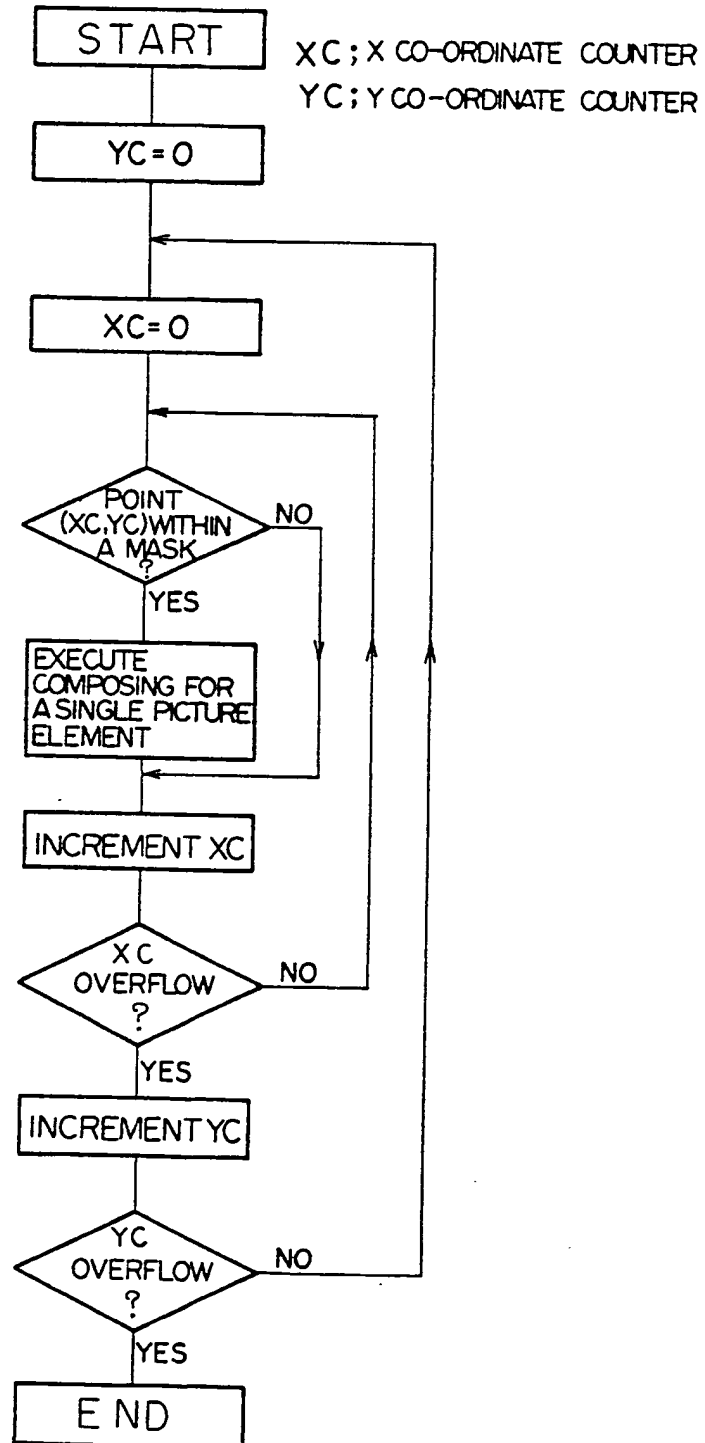 START
XC; X CO-ORDINATE COUNTER
YC; Y CO-ORDINATE COUNTER
YC=0
XC=0
POINT
(XC,YC)WITHIN
A MASK
?
NO
YES
EXECUTE
COMPOSING FOR
A SINGLE PICTURE
ELEMENT
INCREMENT XC
XC
OVERFLOW
?
NO
YES
INCREMENT YC
YC
OVERFLOW
?
NO
YES
END